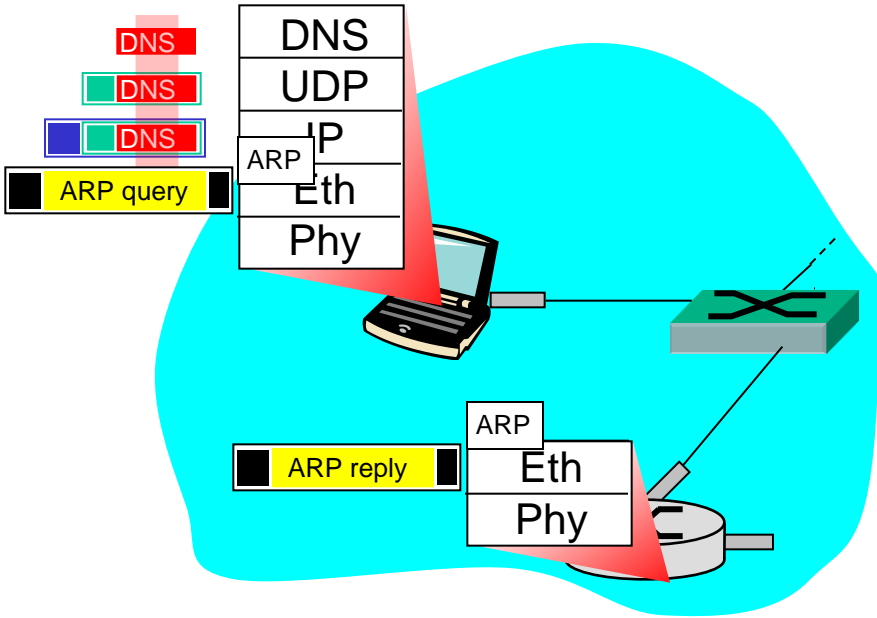 DNS
DNS
DNS
ARP query
DNS
UDP
IP
ARP
Eth
Phy
ARP
ARP reply
Eth
Phy